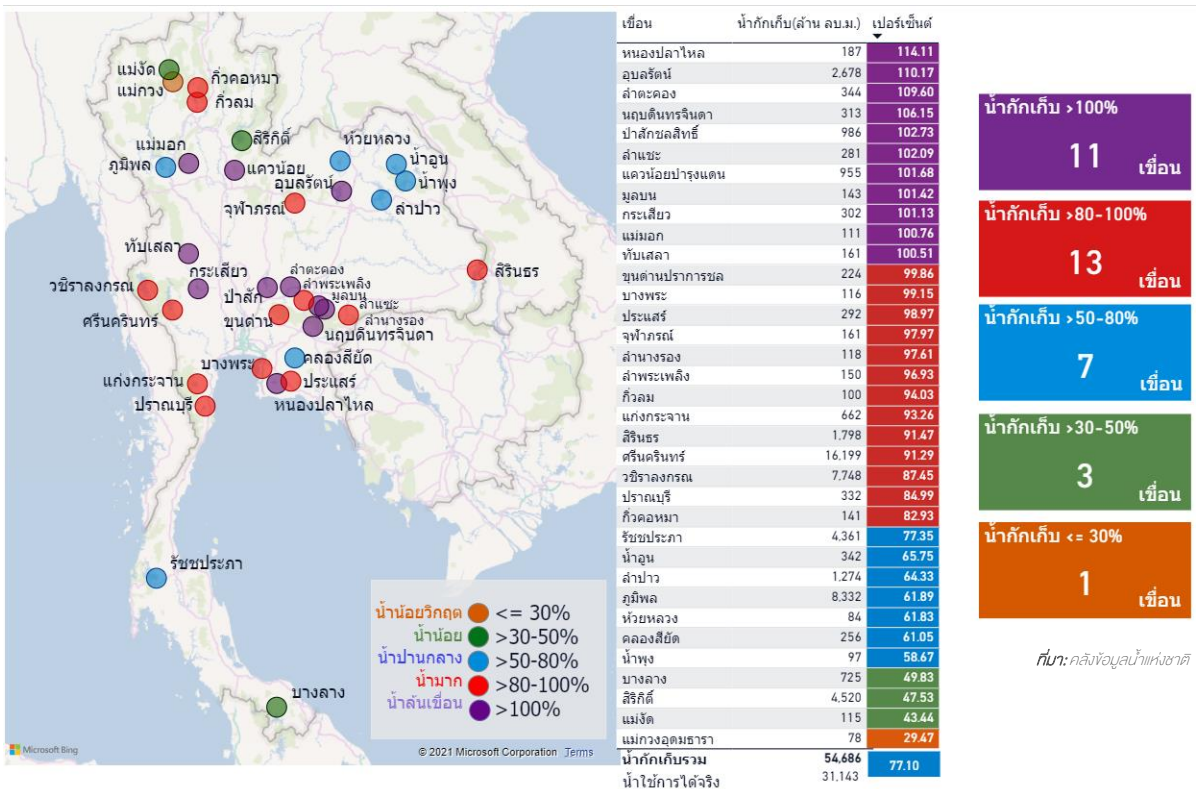 แม่งัด
แม่กวง
กิ่วคอหมา
กิ่วลม
สิริกิติ์
ห้วยหลวง
แม่มอก
ภูมิพล
แควน้อย
น้ำอูน
อุบลรัตน์
น้ำพุง
จุฬาภรณ์
ลำปาว
ทับเสลา
กระเสียว
ลำตะคอง
สิรินธร
วชิราลงกรณ์
ลำพระเพลิง
ป่าสัก
มูลบน
ลำแชะ
ศรีนครินทร์
ขุนด่าน
ลำนางรอง
นฤบดินทรจินดา
บางพระ
คลองสียัด
แก่งกระจาน
ประแสร์
ปราณบุรี
หนองปลาไหล
รัชชประภา
บางลาง
น้ำน้อยวิกฤต <= 30%
น้ำน้อย >30-50%
น้ำปานกลาง >50-80%
น้ำมาก >80-100%
น้ำล้นเขื่อน >100%
Microsoft Bing
© 2021 Microsoft Corporation Terms
เขื่อน น้ำกักเก็บ(ล้าน ลบ.ม.) เปอร์เซ็นต์
หนองปลาไหล 187 114.11
อุบลรัตน์ 2,678 110.17
ลำตะคอง 344 109.60
นฤบดินทรจินดา 313 106.15
ป่าสักชลสิทธิ์ 986 102.73
ลำแชะ 281 102.09
แควน้อยบำรุงแดน 955 101.68
มูลบน 143 101.42
กระเสียว 302 101.13
แม่มอก 111 100.76
ทับเสลา 161 100.51
ขุนด่านปราการชล 224 99.86
บางพระ 116 99.15
ประแสร์ 292 98.97
จุฬาภรณ์ 161 97.97
ลำนางรอง 118 97.61
ลำพระเพลิง 150 96.93
กิ่วลม 100 94.03
แก่งกระจาน 662 93.26
สิรินธร 1,798 91.47
ศรีนครินทร์ 16,199 91.29
วชิราลงกรณ 7,748 87.45
ปราณบุรี 332 84.99
กิ่วคอหมา 141 82.93
รัชชประภา 4,361 77.35
น้ำอูน 342 65.75
ลำปาว 1,274 64.33
ภูมิพล 8,332 61.89
ห้วยหลวง 84 61.83
คลองสียัด 256 61.05
น้ำพุง 97 58.67
บางลาง 725 49.83
สิริกิติ์ 4,520 47.53
แม่งัด 115 43.44
แม่กวงอุดมธารา 78 29.47
น้ำกักเก็บรวม 54,686 77.10
น้ำใช้การได้จริง 31,143
น้ำกักเก็บ >100%
11
เขื่อน
น้ำกักเก็บ >80-100%
13
เขื่อน
น้ำกักเก็บ >50-80%
7
เขื่อน
น้ำกักเก็บ >30-50%
3
เขื่อน
น้ำกักเก็บ <= 30%
1
เขื่อน
ที่มา: คลังข้อมูลน้ำแห่งชาติ